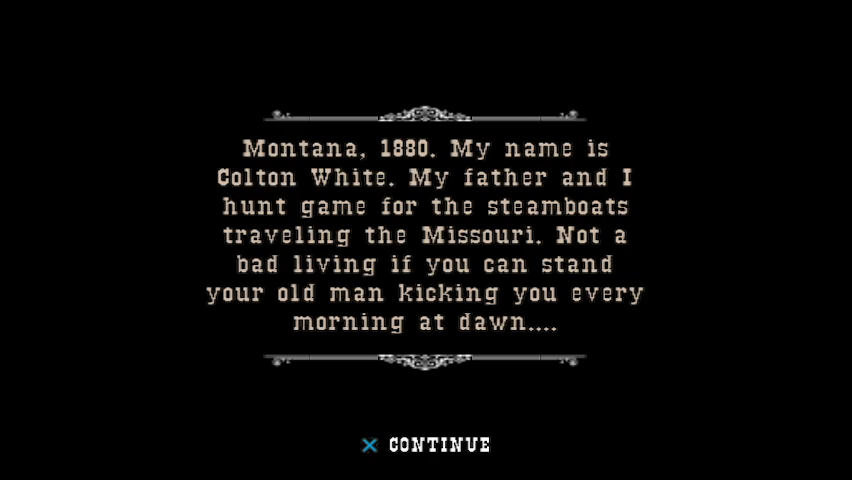 Montana, 1880. My name is
Colton White. My father and I
hunt game for the steamboats
traveling the Missouri. Not a
bad living if you can stand
your old man kicking you every
morning at dawn....
CONTINUE